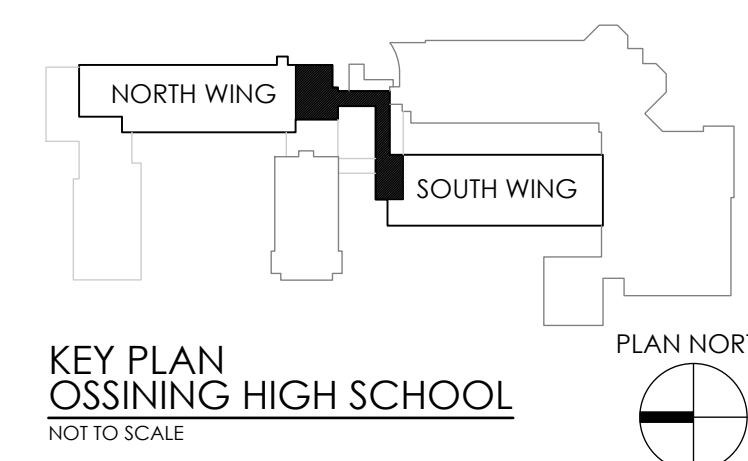 NORTH WING
SOUTH WING
PLAN NORT
KEY PLAN
OSSINING HIGH SCHOOL
NOT TO SCALE